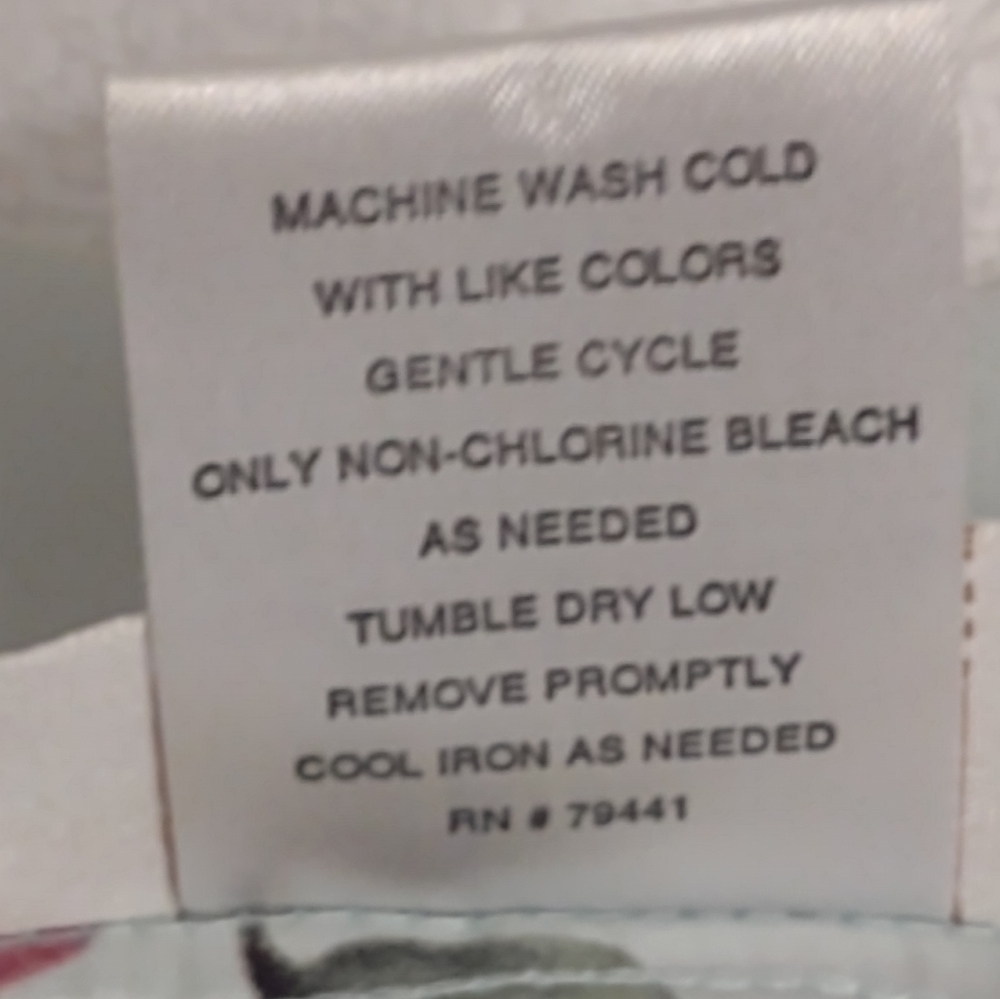 MACHINE WASH COLD
WITH LIKE COLORS
GENTLE CYCLE
ONLY NON-CHLORINE BLEACH
AS NEEDED
TUMBLE DRY LOW
REMOVE PROMPTLY
COOL IRON AS NEEDED
RN # 79441